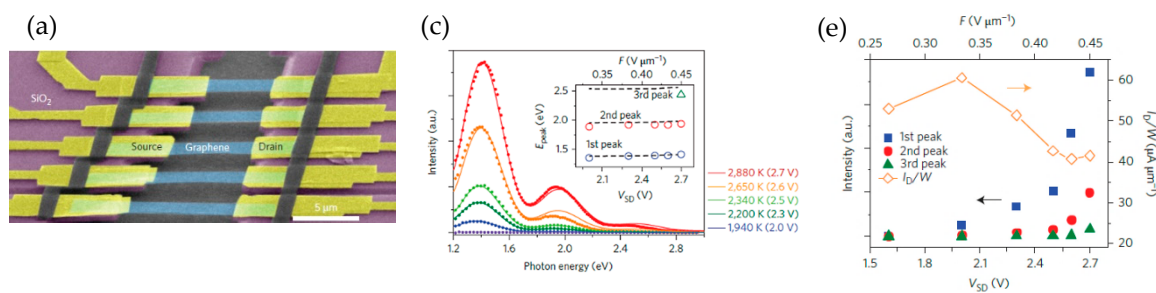 (a)
SiO2
Source
Graphene
Drain
5 μm
(c)
F (V μm⁻¹)
0.35 0.40 0.45
3rd peak
2nd peak
1st peak
2.5
2.0
1.5
E_peak (eV)
2.0 2.5
V_SD (V)
Intensity (a.u.)
2,880 K (2.7 V)
2,650 K (2.6 V)
2,340 K (2.5 V)
2,200 K (2.3 V)
1,940 K (2.0 V)
1.2 1.6 2.0 2.4 2.8
Photon energy (eV)
(e)
F (V μm⁻¹)
0.25 0.30 0.35 0.40 0.45
Intensity (a.u.)
1st peak
2nd peak
3rd peak
I_D/W
60
50
40
30
20
I_D/W (μA μm⁻¹)
1.5 1.8 2.1 2.4 2.7
V_SD (V)